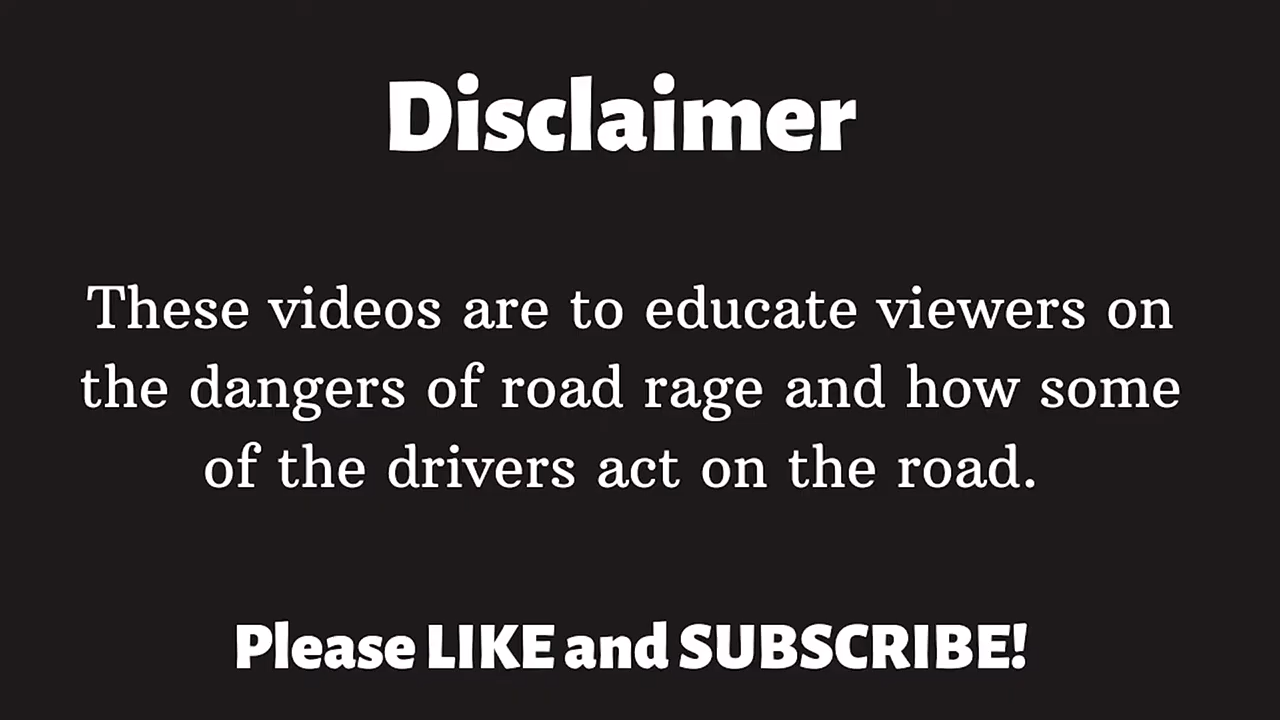 Disclaimer
These videos are to educate viewers on
the dangers of road rage and how some
of the drivers act on the road.
Please LIKE and SUBSCRIBE!